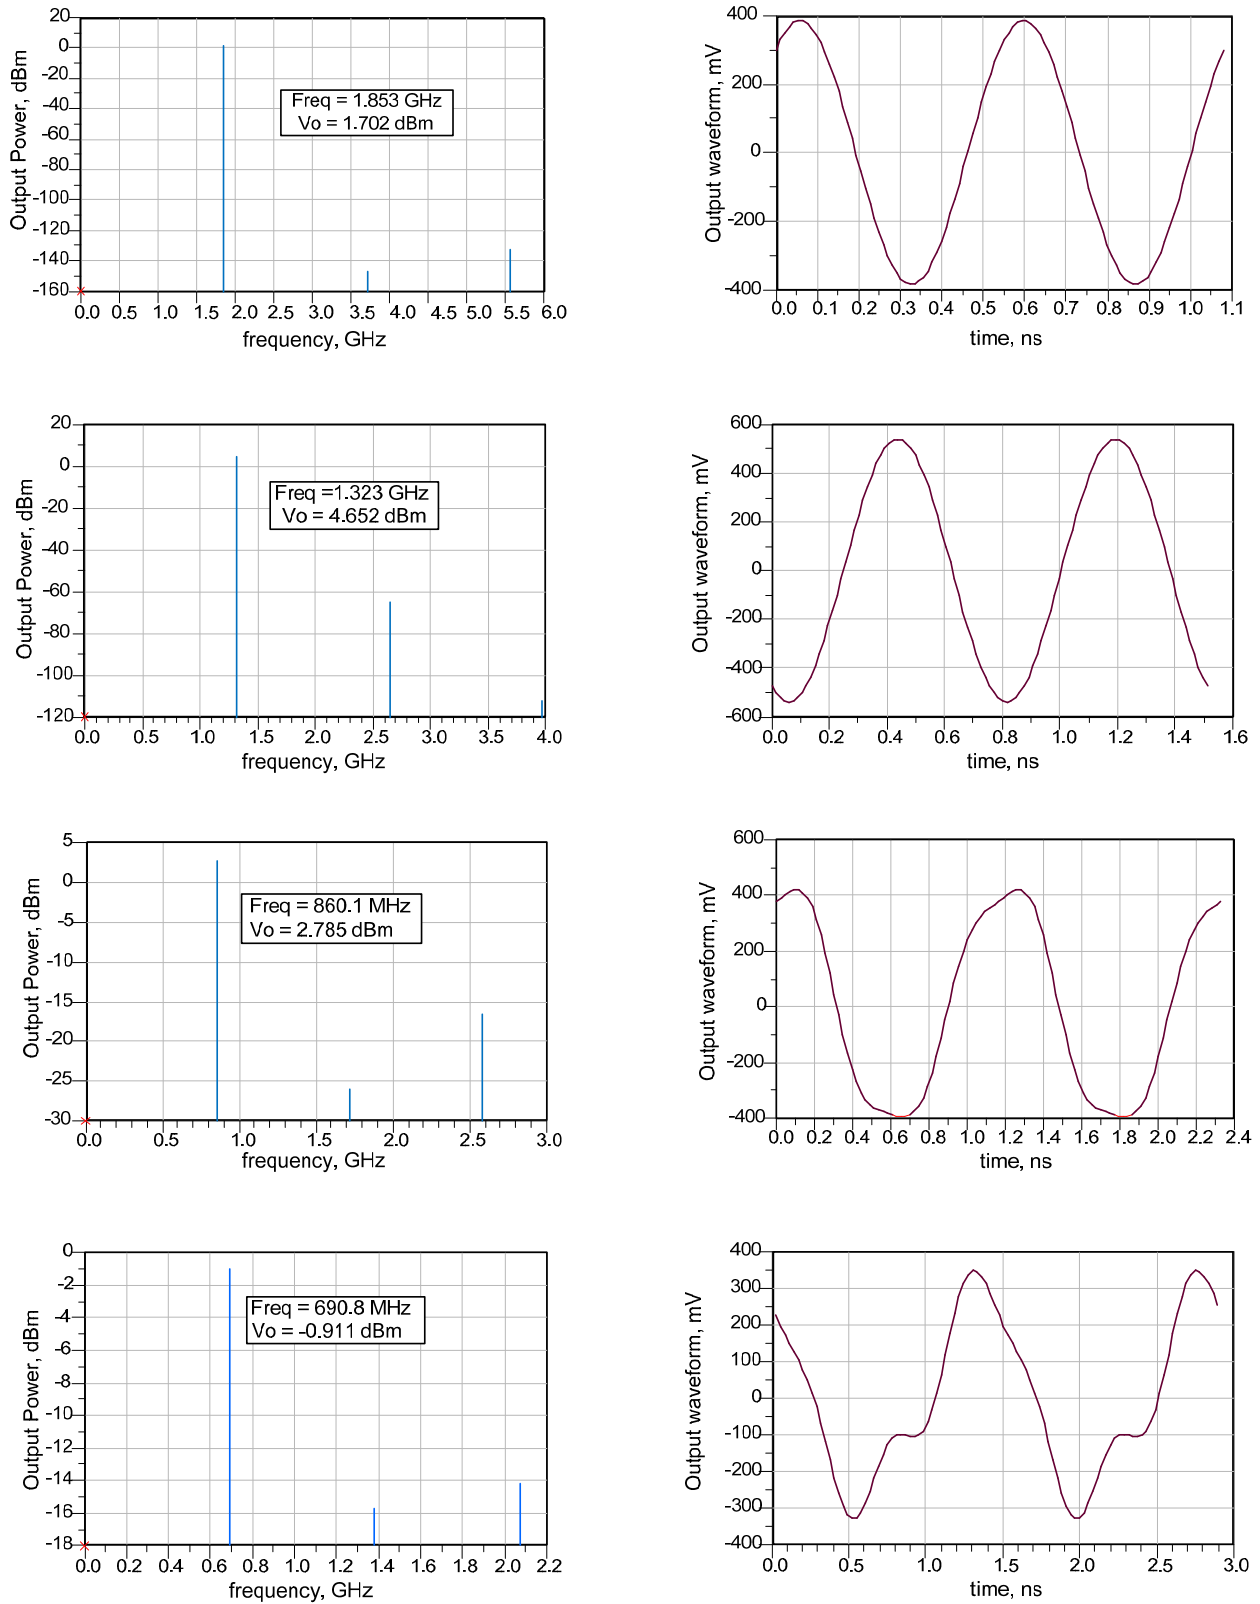 20
0
-20
-40
-60
-80
-100
-120
-140
-160
Output Power, dBm
Freq = 1.853 GHz
Vo = 1.702 dBm
0.0 0.5 1.0 1.5 2.0 2.5 3.0 3.5 4.0 4.5 5.0 5.5 6.0
frequency, GHz
400
200
0
-200
-400
Output waveform, mV
0.0 0.1 0.2 0.3 0.4 0.5 0.6 0.7 0.8 0.9 1.0 1.1
time, ns
20
0
-20
-40
-60
-80
-100
-120
Output Power, dBm
Freq =1.323 GHz
Vo = 4.652 dBm
0.0 0.5 1.0 1.5 2.0 2.5 3.0 3.5 4.0
frequency, GHz
600
400
200
0
-200
-400
-600
Output waveform, mV
0.0 0.2 0.4 0.6 0.8 1.0 1.2 1.4 1.6
time, ns
5
0
-5
-10
-15
-20
-25
-30
Output Power, dBm
Freq = 860.1 MHz
Vo = 2.785 dBm
0.0 0.5 1.0 1.5 2.0 2.5 3.0
frequency, GHz
600
400
200
0
-200
-400
Output waveform, mV
0.0 0.2 0.4 0.6 0.8 1.0 1.2 1.4 1.6 1.8 2.0 2.2 2.4
time, ns
0
-2
-4
-6
-8
-10
-12
-14
-16
-18
Output Power, dBm
Freq = 690.8 MHz
Vo = -0.911 dBm
0.0 0.2 0.4 0.6 0.8 1.0 1.2 1.4 1.6 1.8 2.0 2.2
frequency, GHz
400
300
200
100
0
-100
-200
-300
-400
Output waveform, mV
0.0 0.5 1.0 1.5 2.0 2.5 3.0
time, ns